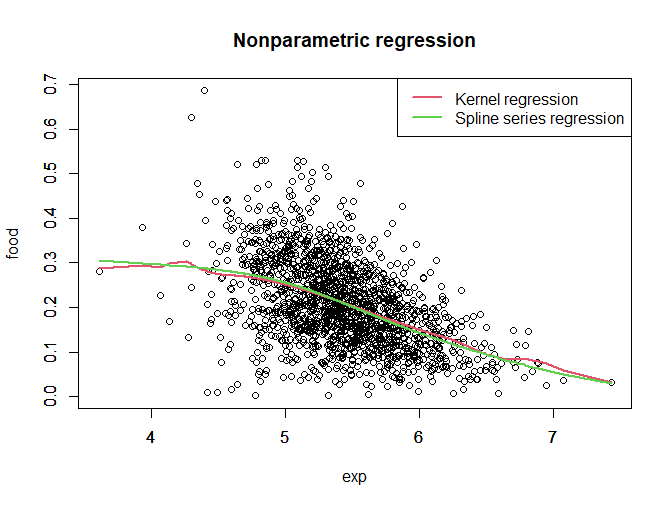 Nonparametric regression
Kernel regression
Spline series regression
food
0.7
0.6
0.5
0.4
0.3
0.2
0.1
0.0
4 5 6 7
exp